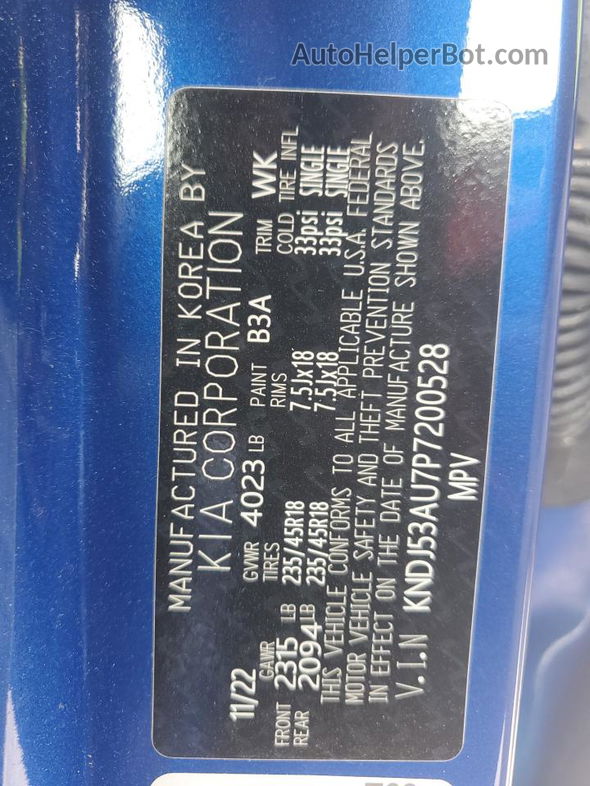 AutoHelperBot.com
MANUFACTURED IN KOREA BY
KIA CORPORATION
11/22 GVWR 4023 LB PAINT B3A TRIM WK
GAWR TIRES RIMS COLD TIRE INFL
FRONT 2315 LB 235/45R18 7.5Jx18 33psi SINGLE
REAR 2094LB 235/45R18 7.5Jx18 33psi SINGLE
THIS VEHICLE CONFORMS TO ALL APPLICABLE U.S.A. FEDERAL
MOTOR VEHICLE SAFETY AND THEFT PREVENTION STANDARDS
IN EFFECT ON THE DATE OF MANUFACTURE SHOWN ABOVE.
V.I.N KNDJ53AU7P7200528
MPV